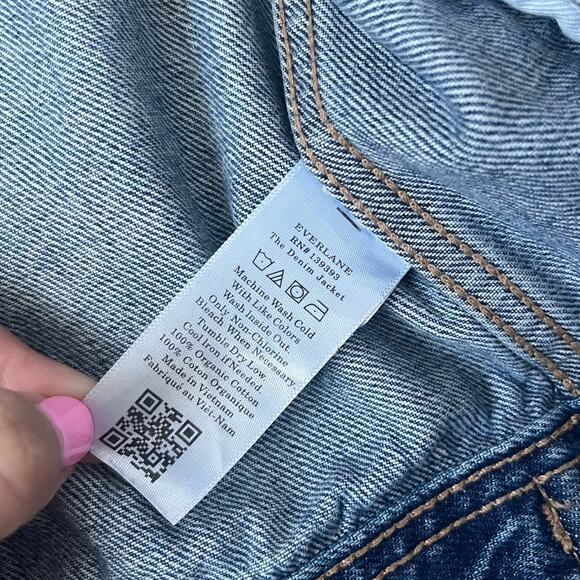 EVERLANE
RN# 139393
The Denim Jacket
Machine Wash Cold
With Like Colors
Wash Inside Out.
Only Non-Chlorine
Bleach When Necessary
Tumble Dry Low
Cool Iron if Needed.
100% Organic Cotton
100% Coton Organique
Made in Vietnam
Fabriqué au Việt-Nam